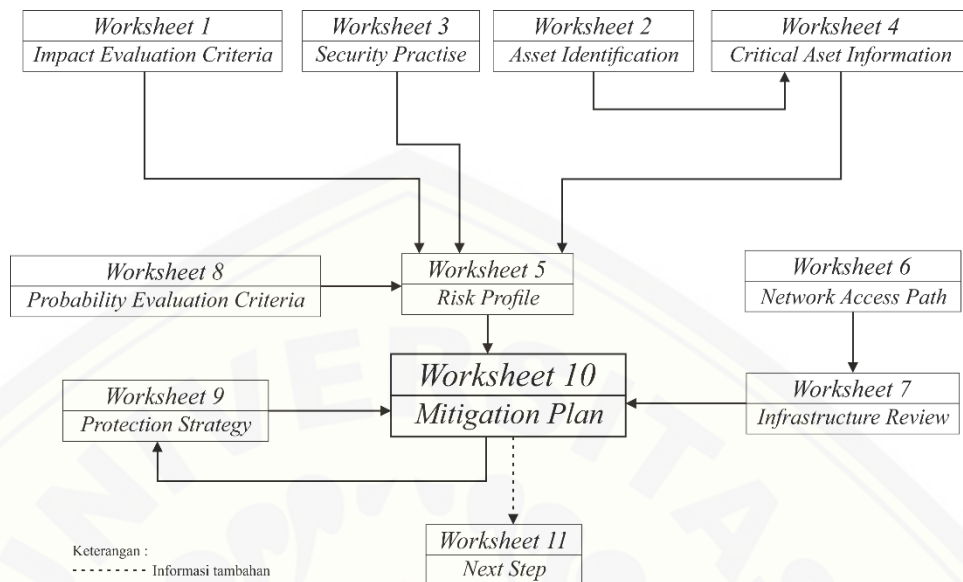 Worksheet 1
Impact Evaluation Criteria
Worksheet 3
Security Practise
Worksheet 2
Asset Identification
Worksheet 4
Critical Aset Information
Worksheet 8
Probability Evaluation Criteria
Worksheet 5
Risk Profile
Worksheet 6
Network Access Path
Worksheet 9
Protection Strategy
Worksheet 10
Mitigation Plan
Worksheet 7
Infrastructure Review
Worksheet 11
Next Step
Keterangan :
Informasi tambahan
UNIVERSITAS